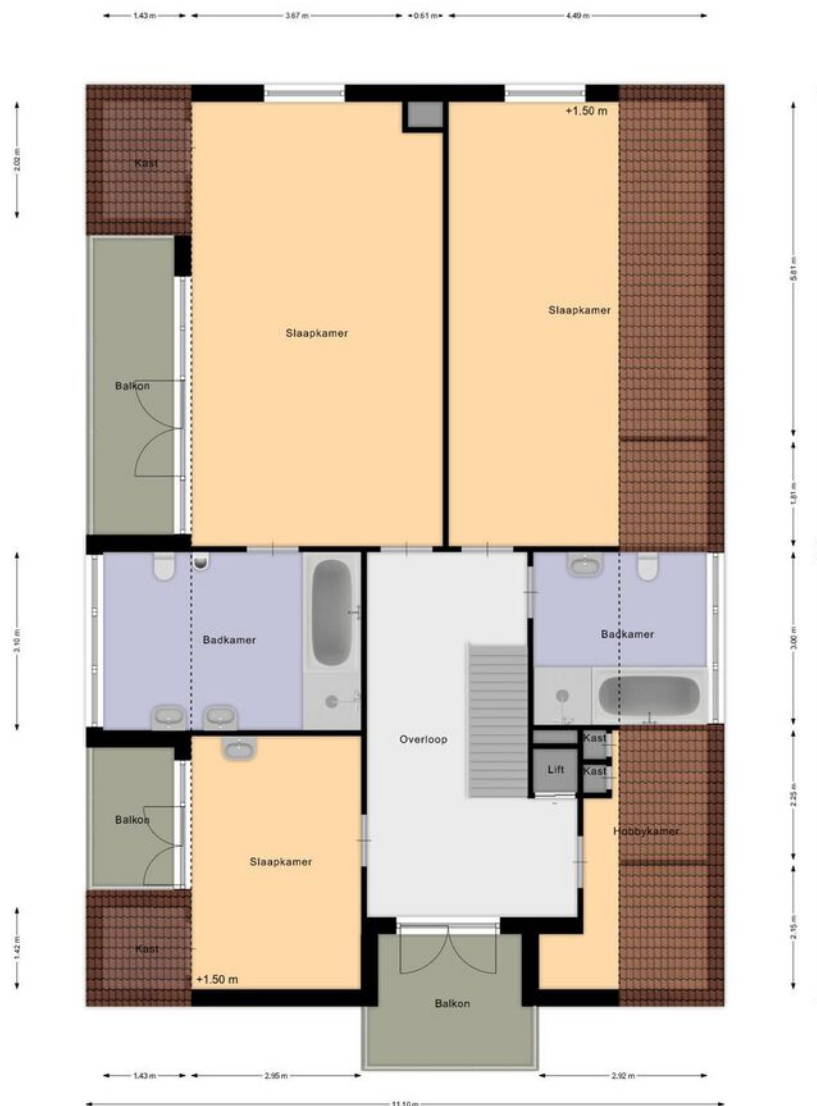 1.43 m
3.67 m
0.61 m
4.49 m
+1.50 m
Kast
2.02 m
5.81 m
Slaapkamer
Slaapkamer
Balkon
1.81 m
3.10 m
Badkamer
Badkamer
3.00 m
Overloop
Kast
Lift
Kast
2.25 m
Balkon
Hobbykamer
Slaapkamer
1.42 m
Kast
2.15 m
+1.50 m
Balkon
1.43 m
2.95 m
2.92 m
11.10 m